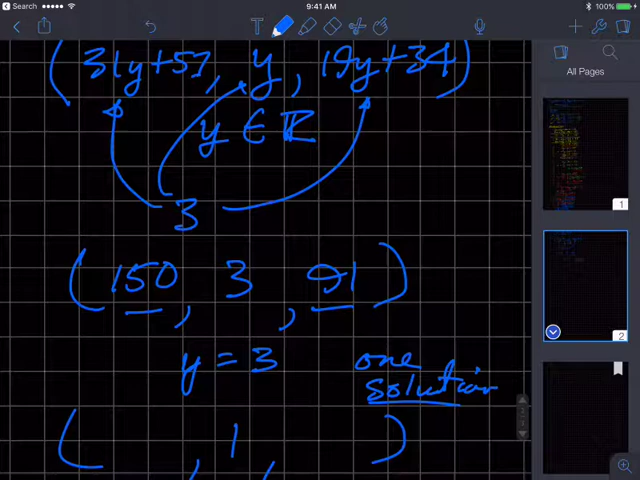 Search 9:41 AM 100%
All Pages
(31y+57, y, 19y+34)
y ∈ ℝ
3
1
(150, 3, 91)
y = 3 one
solution
2
( , 1, )